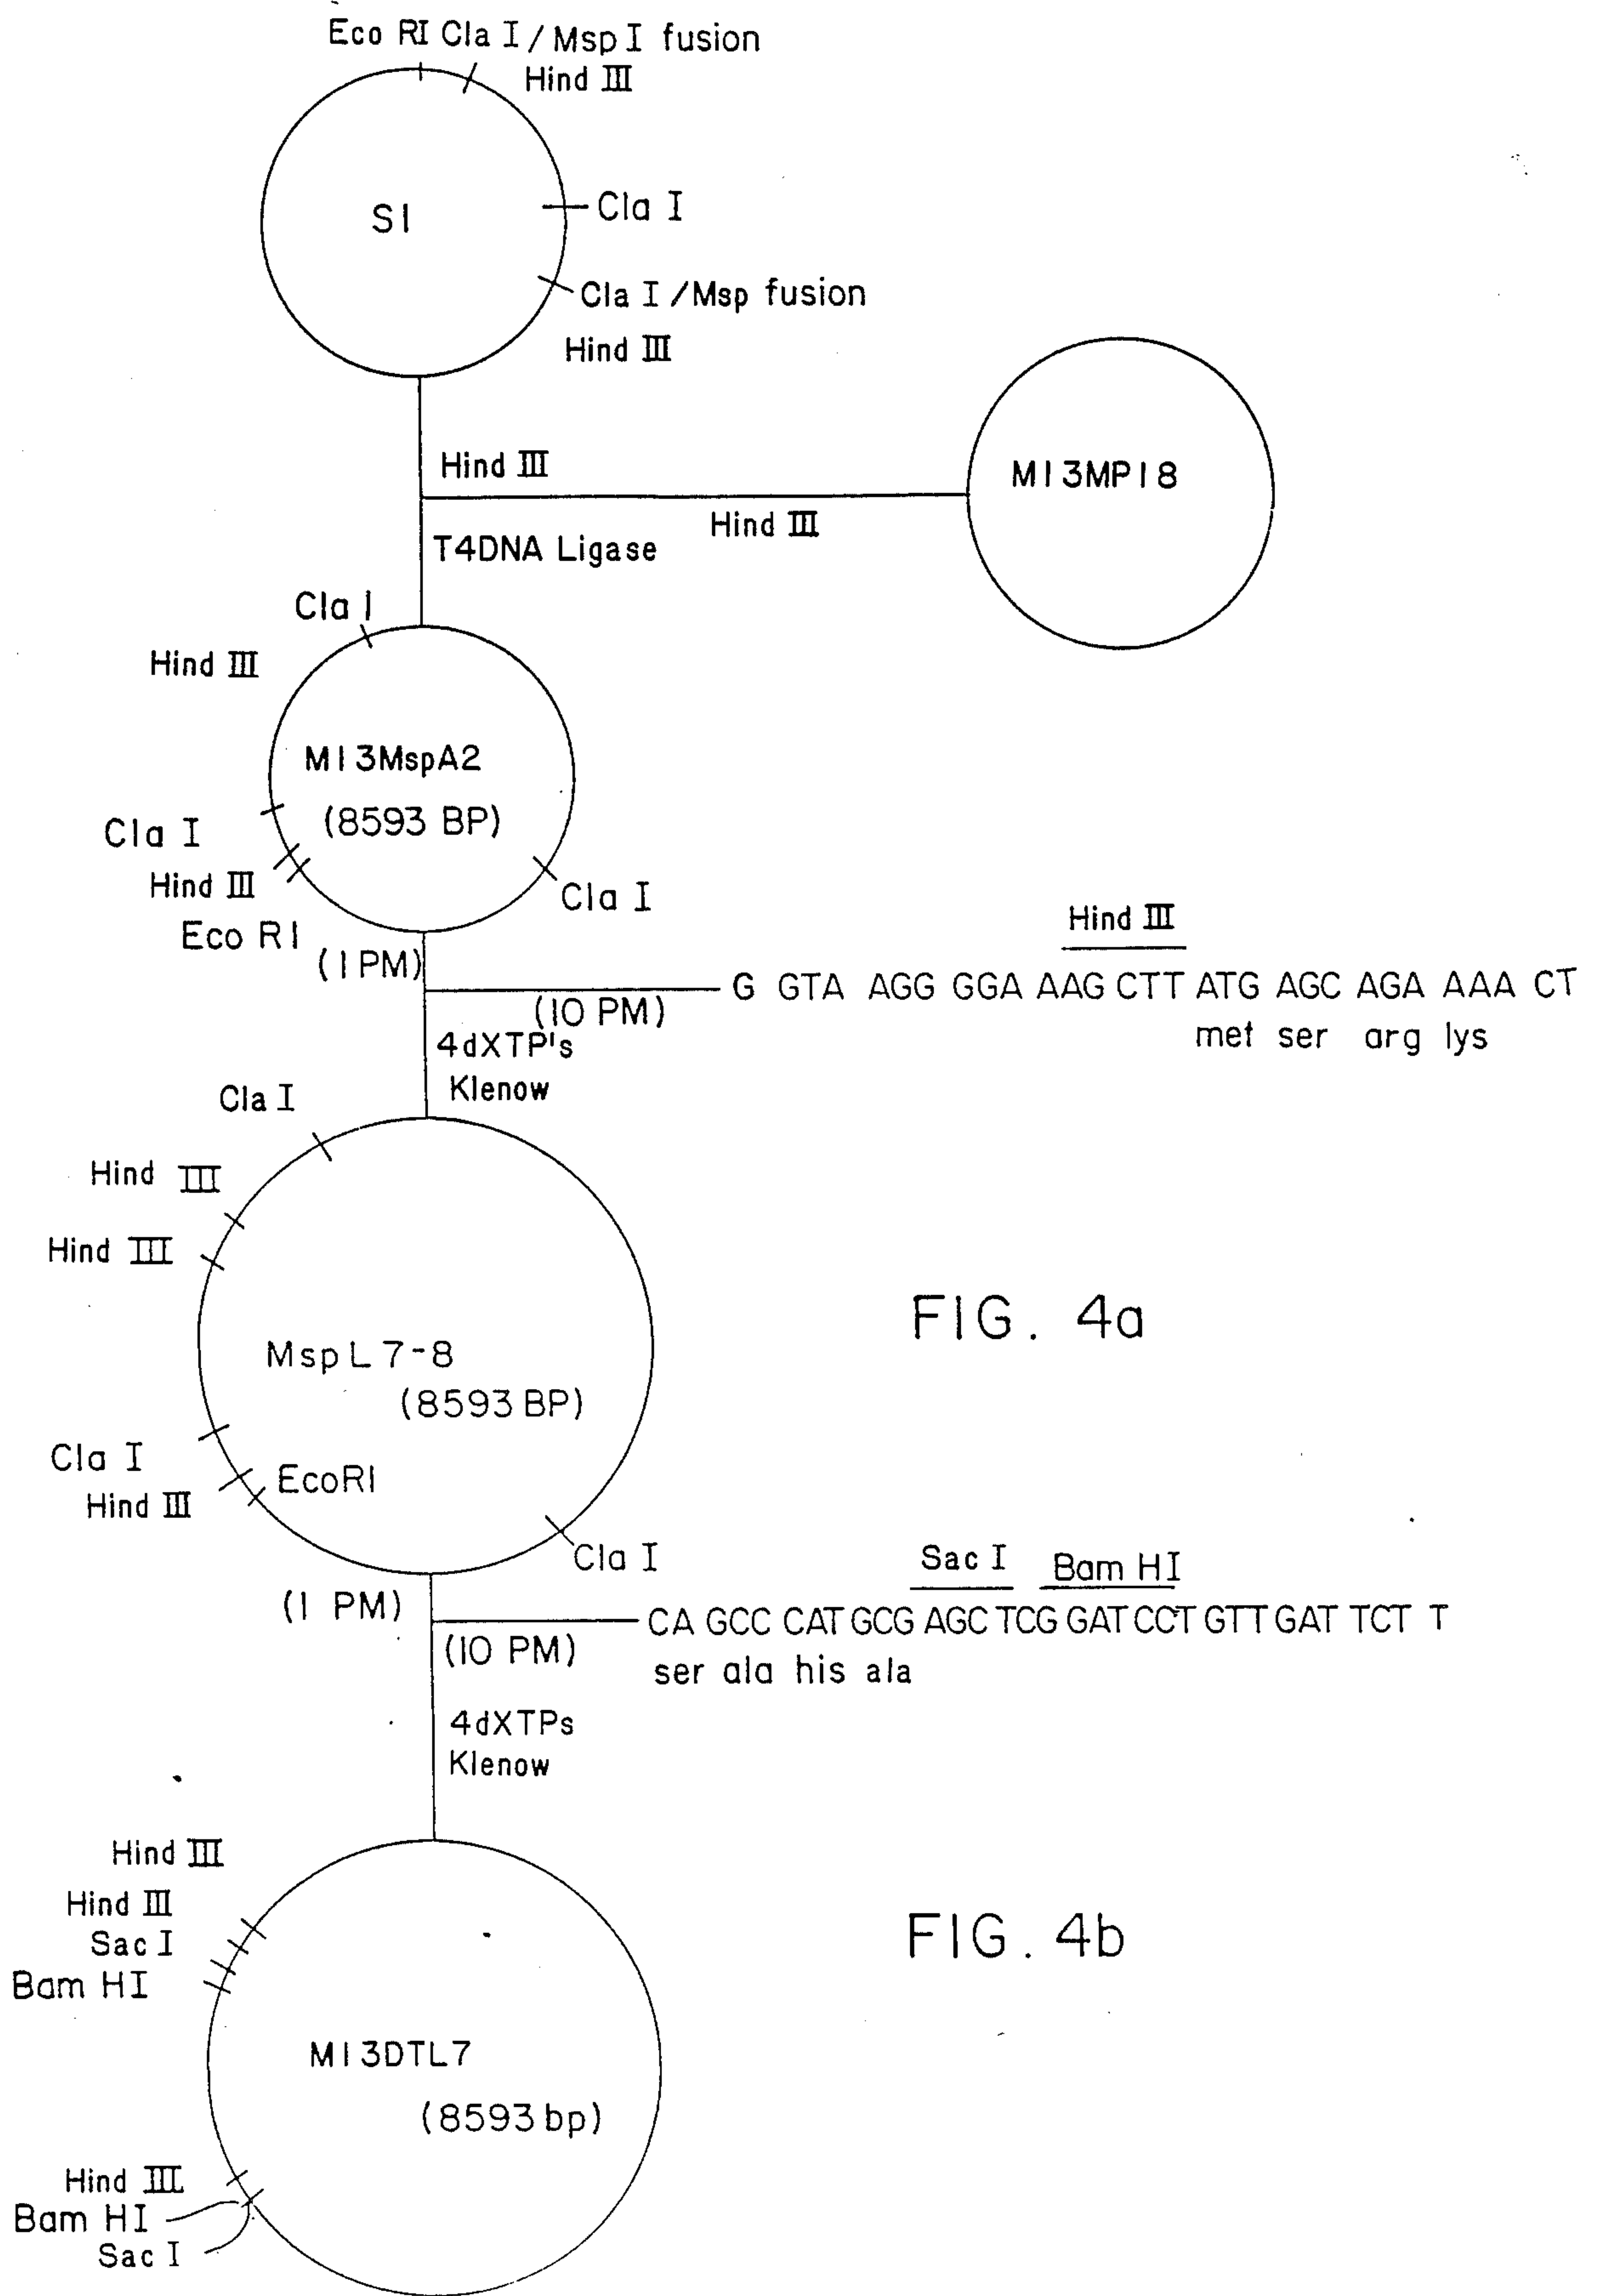 Eco RI Cla I / Msp I fusion
Hind III
S1
Cla I
Cla I / Msp fusion
Hind III
Hind III
M13MP18
Hind III
T4DNA Ligase
Cla I
Hind III
M13MspA2
(8593 BP)
Cla I
Hind III
Eco RI
Cla I
(1 PM)
Hind III
G GTA AGG GGA AAG CTT ATG AGC AGA AAA CT
(10 PM)
met ser arg lys
4dXTP's
Klenow
Cla I
Hind III
Hind III
FIG. 4a
Msp L 7-8
(8593 BP)
Cla I
EcoRI
Hind III
Cla I
Sac I Bam HI
(1 PM)
CA GCC CAT GCG AGC TCG GAT CCT GTT GAT TCT T
(10 PM)
ser ala his ala
4dXTPs
Klenow
Hind III
Hind III
Sac I
Bam HI
FIG. 4b
M13DTL7
(8593 bp)
Hind III
Bam HI
Sac I